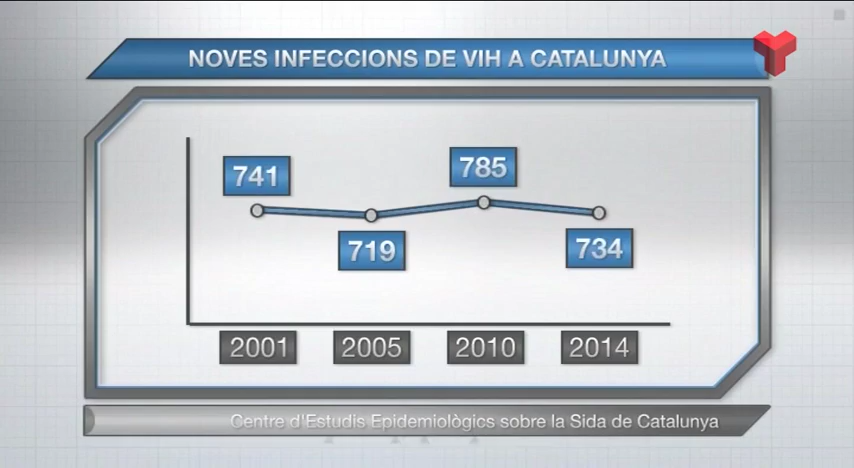 NOVES INFECCIONS DE VIH A CATALUNYA
741
719
785
734
2001 2005 2010 2014
Centre d'Estudis Epidemiològics sobre la Sida de Catalunya